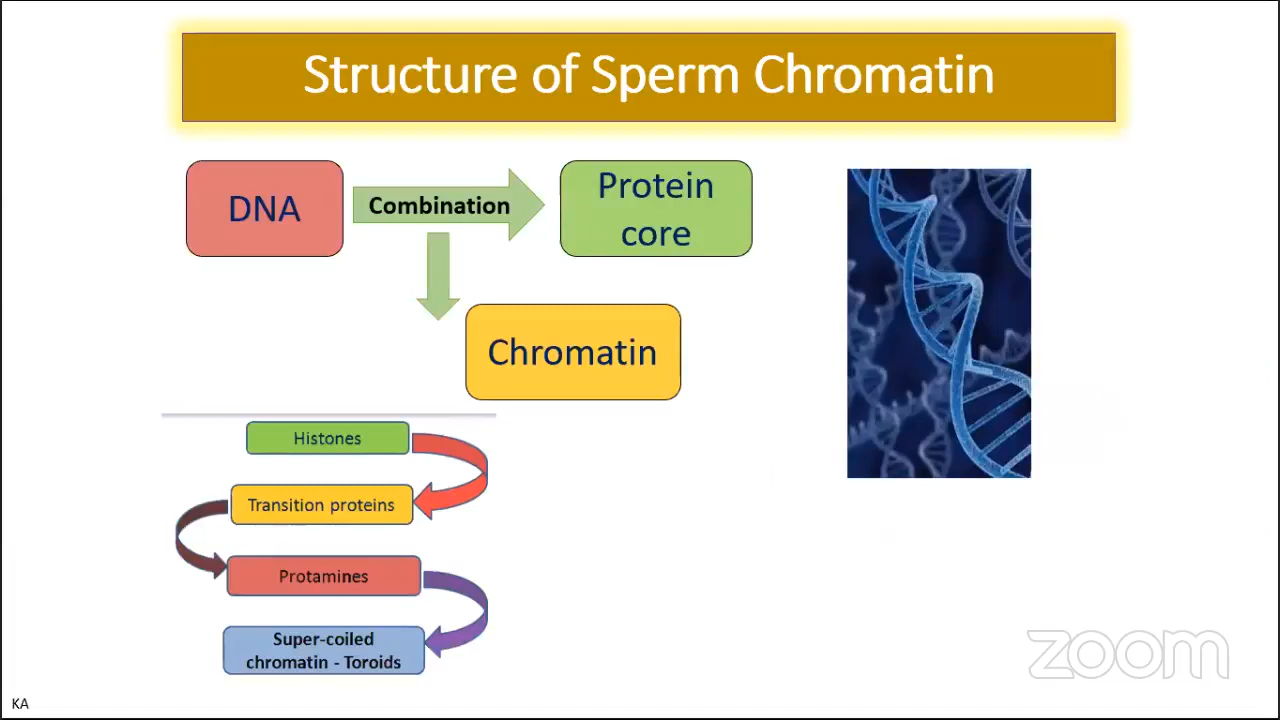 Structure of Sperm Chromatin
DNA
Combination
Protein
core
Chromatin
Histones
Transition proteins
Protamines
Super-coiled
chromatin - Toroids
zoom
KA